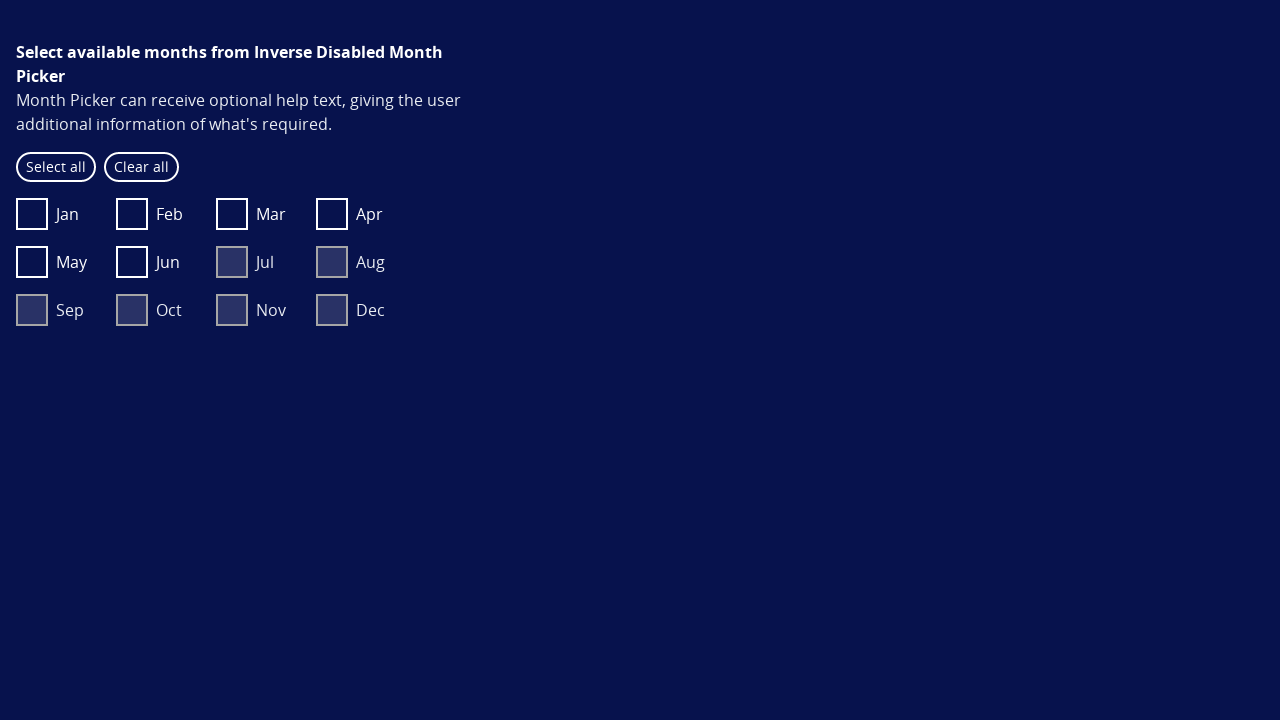 Select available months from Inverse Disabled Month
Picker
Month Picker can receive optional help text, giving the user
additional information of what's required.
Select all Clear all
Jan Feb Mar Apr
May Jun Jul Aug
Sep Oct Nov Dec